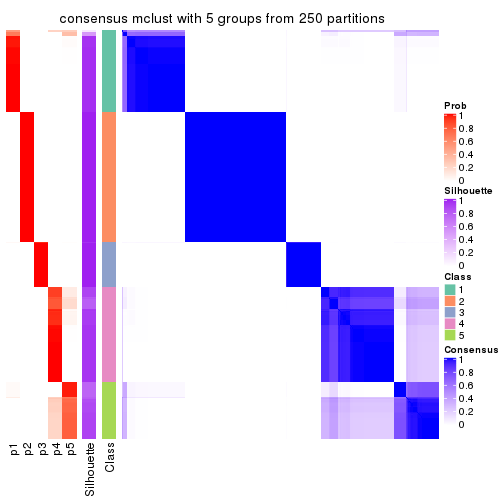 consensus mclust with 5 groups from 250 partitions
Prob
1
0.8
0.6
0.4
0.2
0
Silhouette
1
0.8
0.6
0.4
0.2
0
Class
1
2
3
4
5
Consensus
1
0.8
0.6
0.4
0.2
0
p1
p2
p3
p4
p5
Silhouette
Class